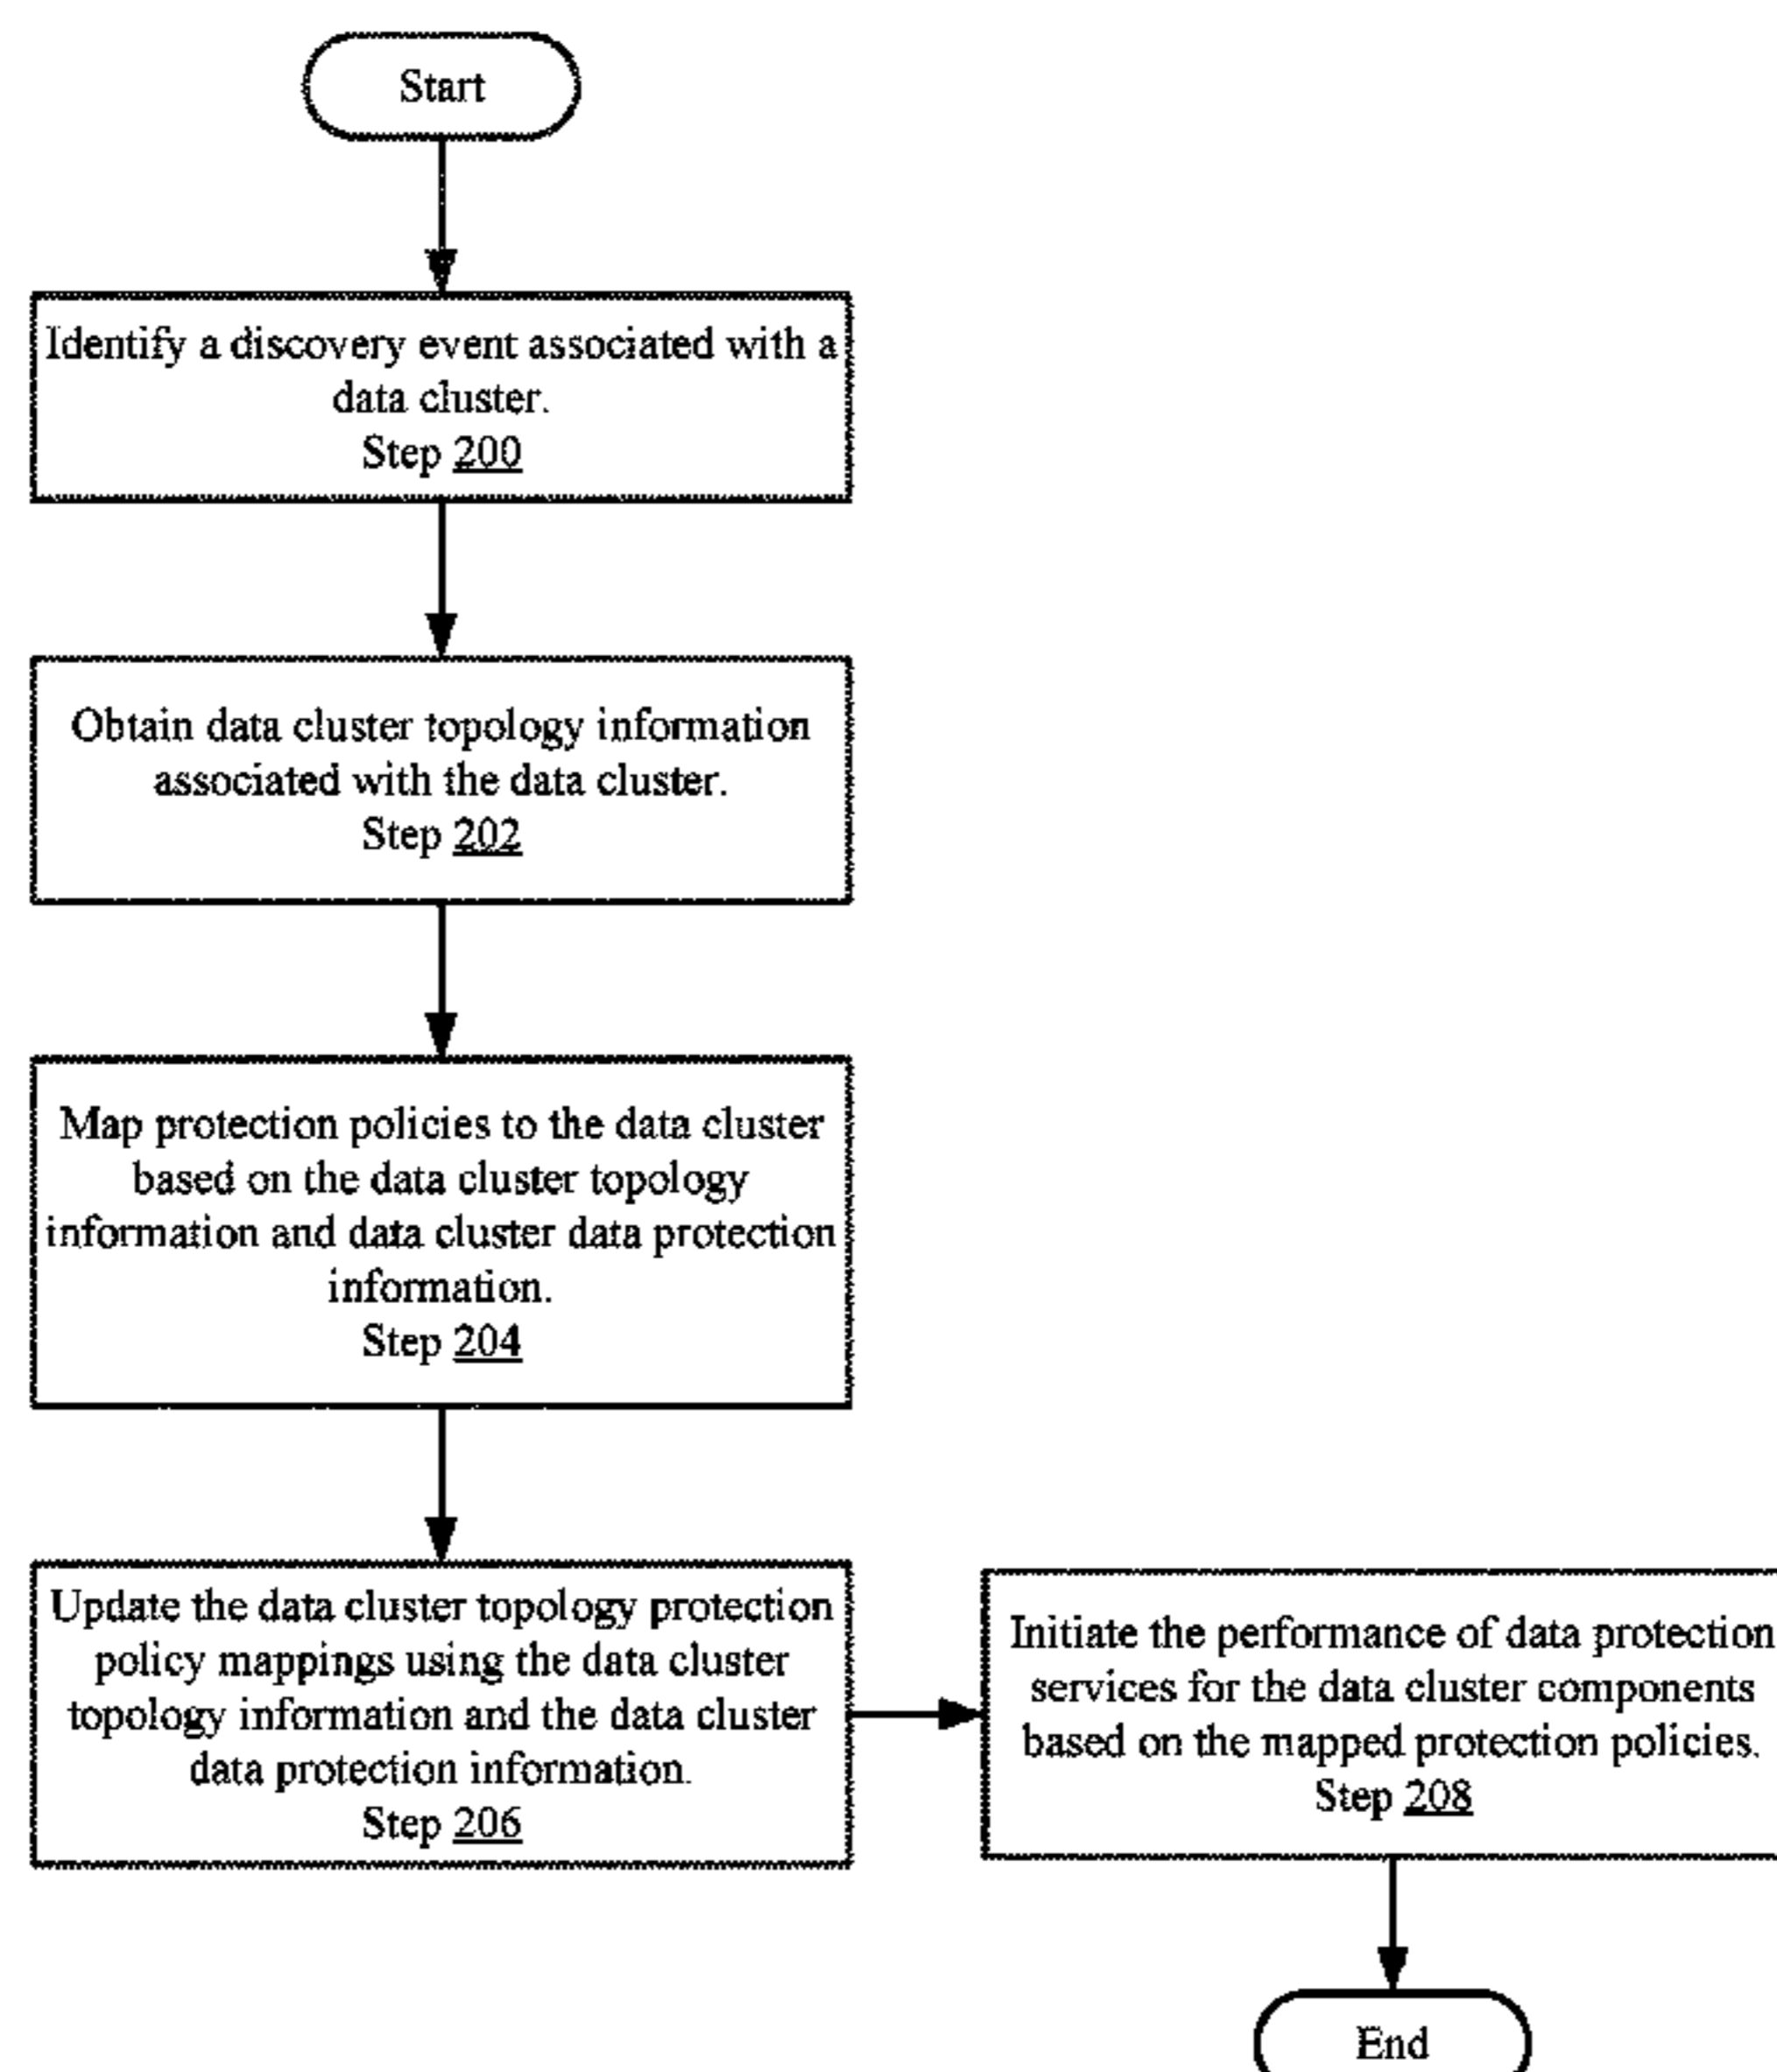 Start
Identify a discovery event associated with a
data cluster.
Step 200
Obtain data cluster topology information
associated with the data cluster.
Step 202
Map protection policies to the data cluster
based on the data cluster topology
information and data cluster data protection
information.
Step 204
Update the data cluster topology protection
policy mappings using the data cluster
topology information and the data cluster
data protection information.
Step 206
Initiate the performance of data protection
services for the data cluster components
based on the mapped protection policies.
Step 208
End